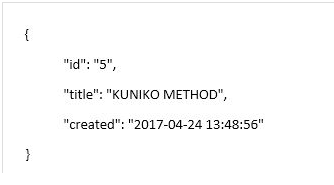 {
"id": "5",
"title": "KUNIKO METHOD",
"created": "2017-04-24 13:48:56"
}